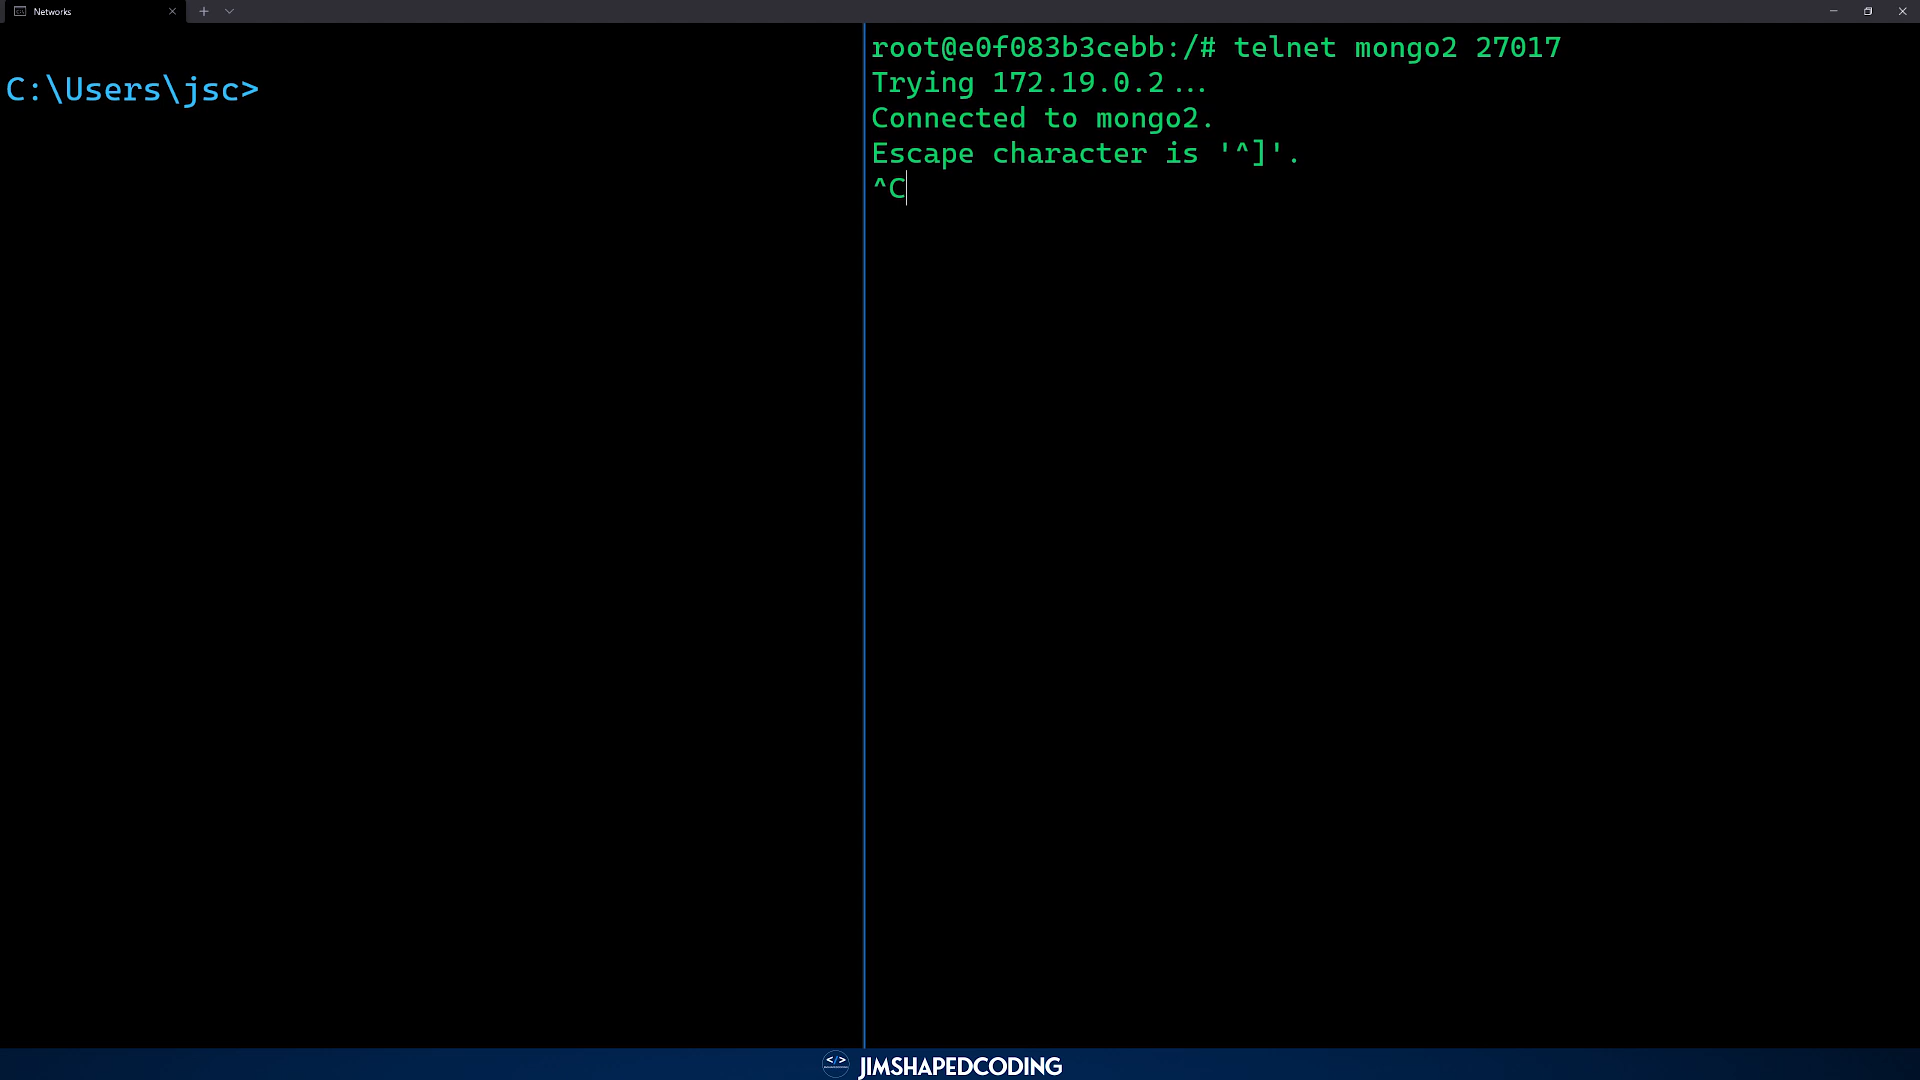 Networks
C:\Users\jsc>
root@e0f083b3cebb:/# telnet mongo2 27017
Trying 172.19.0.2...
Connected to mongo2.
Escape character is '^]'.
^C
</> JIMSHAPEDCODING